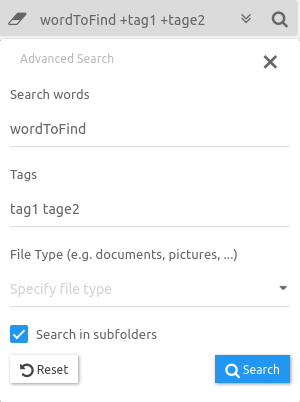 wordToFind +tag1 +tage2
Advanced Search
Search words
wordToFind
Tags
tag1 tage2
File Type (e.g. documents, pictures, ...)
Specify file type
Search in subfolders
Reset
Search